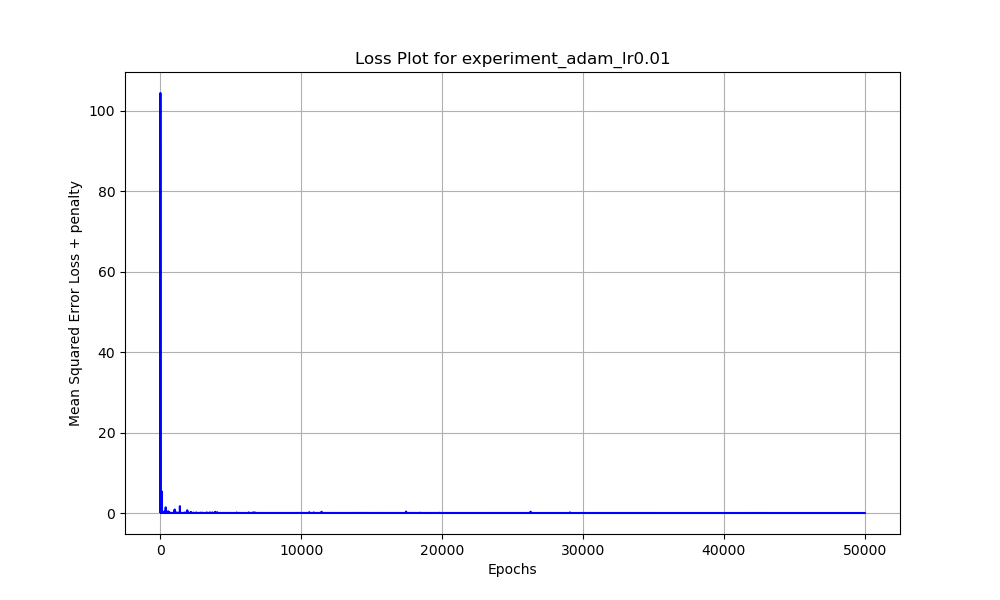 Loss Plot for experiment_adam_lr0.01
Mean Squared Error Loss + penalty
100
80
60
40
20
0
0 10000 20000 30000 40000 50000
Epochs